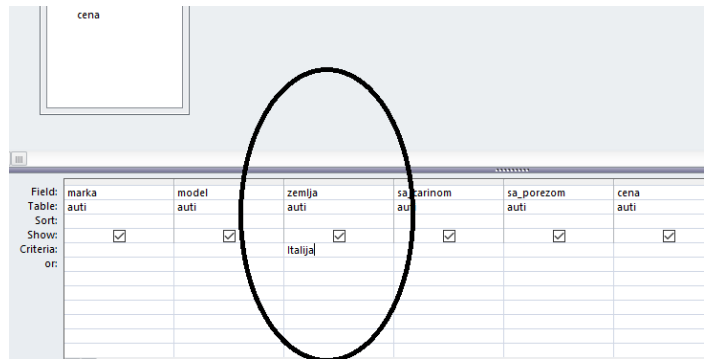 cena
Field: marka model zemlja sa_carinom sa_porezom cena
Table: auti auti auti auti auti auti
Sort:
Show:
Criteria: Italija
or: